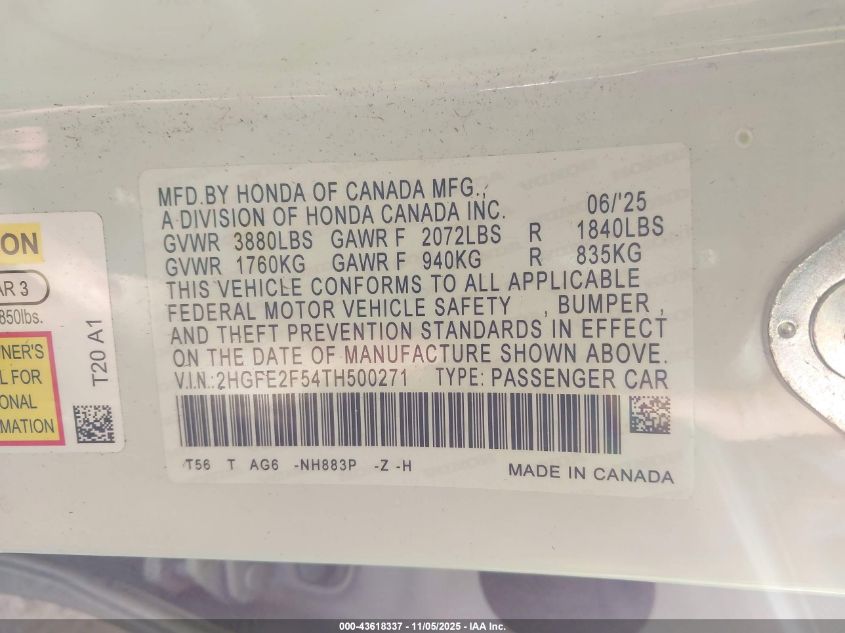 MFD.BY HONDA OF CANADA MFG.,
A DIVISION OF HONDA CANADA INC. 06/'25
GVWR 3880LBS GAWR F 2072LBS R 1840LBS
GVWR 1760KG GAWR F 940KG R 835KG
THIS VEHICLE CONFORMS TO ALL APPLICABLE
FEDERAL MOTOR VEHICLE SAFETY , BUMPER ,
AND THEFT PREVENTION STANDARDS IN EFFECT
ON THE DATE OF MANUFACTURE SHOWN ABOVE.
V.I.N.:2HGFE2F54TH500271 TYPE: PASSENGER CAR
T56 T AG6 -NH883P -Z -H
MADE IN CANADA
ON
AR 3
850lbs.
NER'S
L FOR
ONAL
MATION
T20 A1
000-43618337 - 11/05/2025 - IAA Inc.